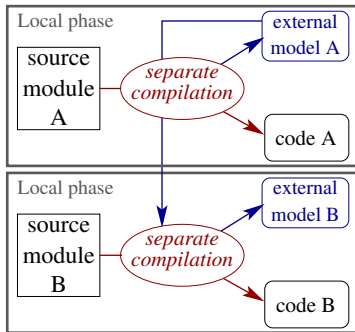 Local phase
source
module
A
separate
compilation
external
model A
code A
Local phase
source
module
B
separate
compilation
external
model B
code B